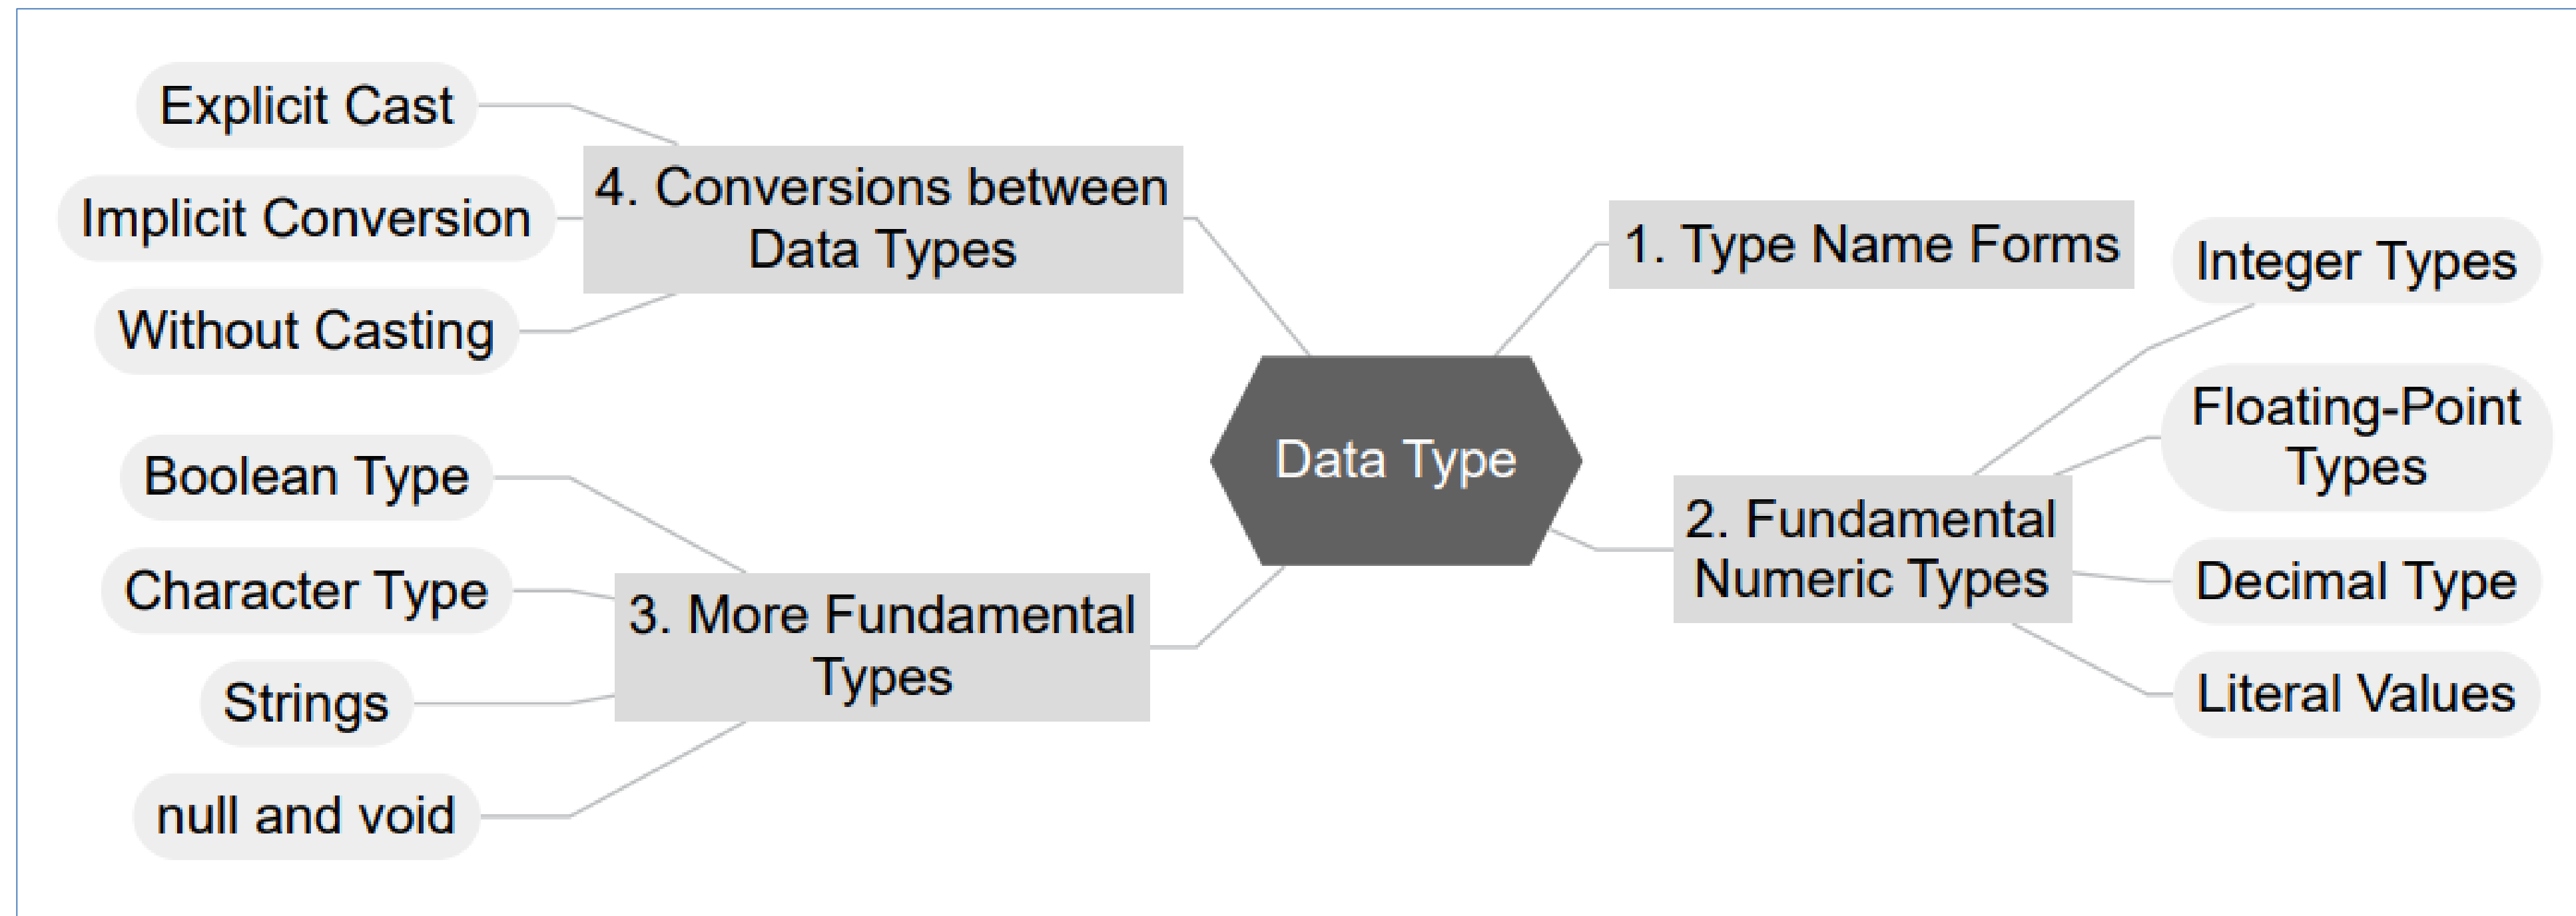 Explicit Cast
Implicit Conversion
Without Casting
4. Conversions between
Data Types
Boolean Type
Character Type
Strings
null and void
3. More Fundamental
Types
Data Type
1. Type Name Forms
2. Fundamental
Numeric Types
Integer Types
Floating-Point
Types
Decimal Type
Literal Values